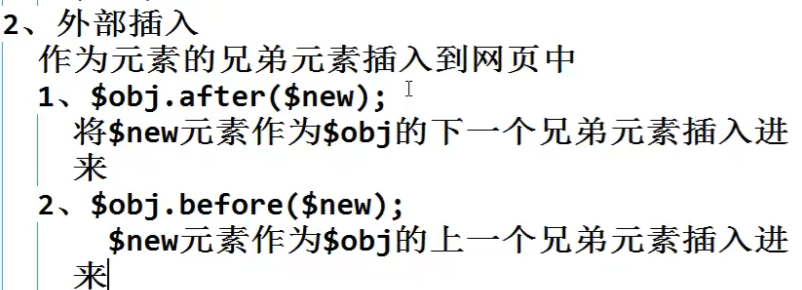 2、外部插入
作为元素的兄弟元素插入到网页中
1、$obj.after($new);
将$new元素作为$obj的下一个兄弟元素插入进
来
2、$obj.before($new);
$new元素作为$obj的上一个兄弟元素插入进
来